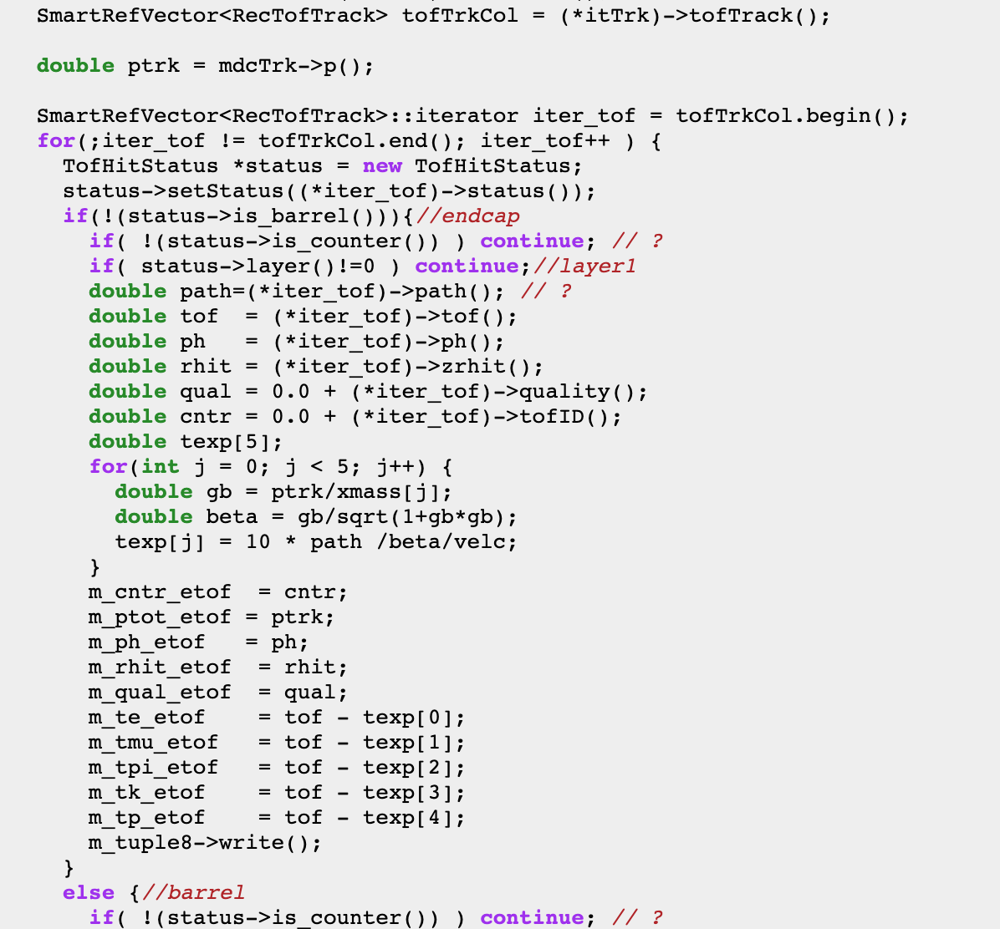 SmartRefVector<RecTofTrack> tofTrkCol = (*itTrk)->tofTrack();
double ptrk = mdcTrk->p();
SmartRefVector<RecTofTrack>::iterator iter_tof = tofTrkCol.begin();
for(;iter_tof != tofTrkCol.end(); iter_tof++ ) {
TofHitStatus *status = new TofHitStatus;
status->setStatus((*iter_tof)->status());
if(!(status->is_barrel())){//endcap
if( !(status->is_counter()) ) continue; // ?
if( status->layer()!=0 ) continue;//layer1
double path=(*iter_tof)->path(); // ?
double tof  = (*iter_tof)->tof();
double ph   = (*iter_tof)->ph();
double rhit = (*iter_tof)->zrhit();
double qual = 0.0 + (*iter_tof)->quality();
double cntr = 0.0 + (*iter_tof)->tofID();
double texp[5];
for(int j = 0; j < 5; j++) {
double gb = ptrk/xmass[j];
double beta = gb/sqrt(1+gb*gb);
texp[j] = 10 * path /beta/velc;
}
m_cntr_etof  = cntr;
m_ptot_etof = ptrk;
m_ph_etof   = ph;
m_rhit_etof  = rhit;
m_qual_etof  = qual;
m_te_etof    = tof - texp[0];
m_tmu_etof   = tof - texp[1];
m_tpi_etof   = tof - texp[2];
m_tk_etof    = tof - texp[3];
m_tp_etof    = tof - texp[4];
m_tuple8->write();
}
else {//barrel
if( !(status->is_counter()) ) continue; // ?